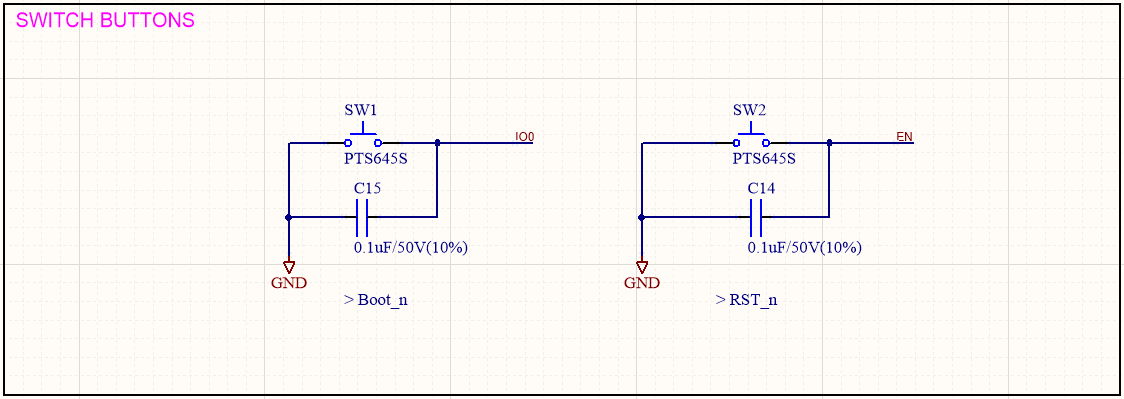 SWITCH BUTTONS
SW1
IO0
PTS645S
C15
0.1uF/50V(10%)
GND
> Boot_n
SW2
EN
PTS645S
C14
0.1uF/50V(10%)
GND
> RST_n